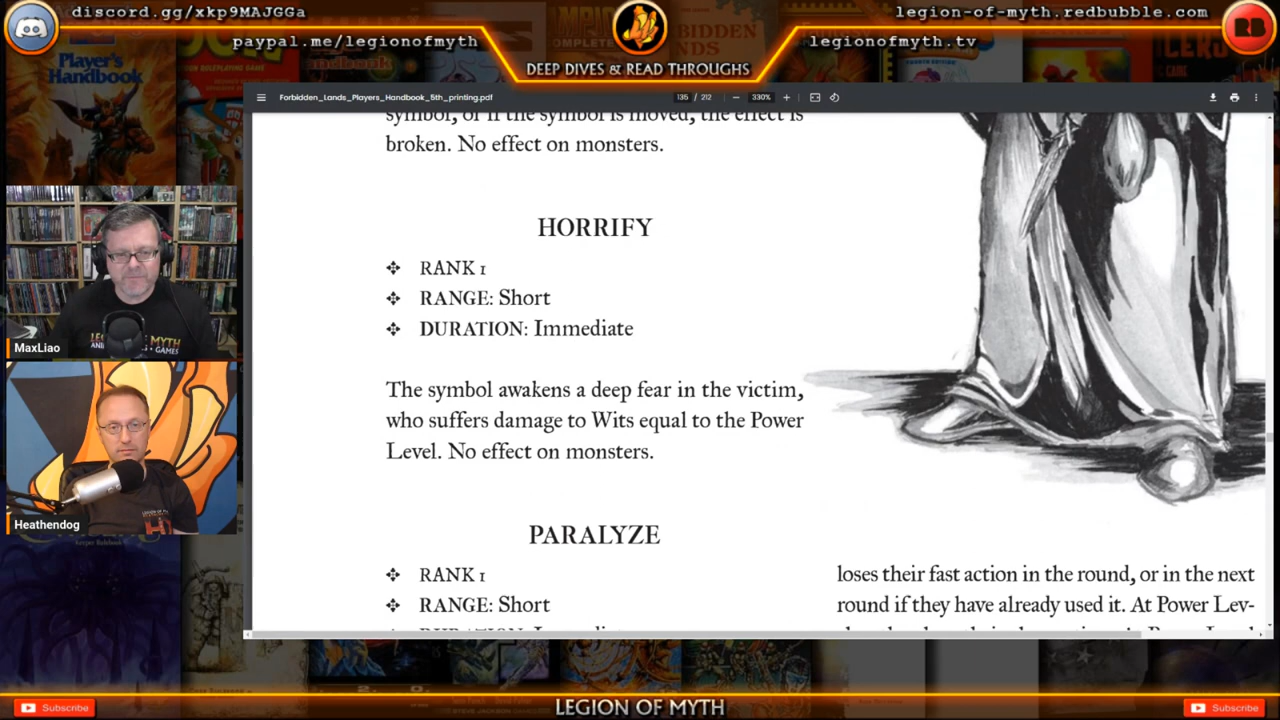 discord.gg/xkp9MAJGGa
paypal.me/legionofmyth
DEEP DIVES & READ THROUGHS
legion-of-myth.redbubble.com
legionofmyth.tv
RB
Player's
Handbook
Forbidden_Lands_Players_Handbook_5th_printing.pdf
135 / 212
330%
symbol, or if the symbol is moved, the effect is
broken. No effect on monsters.
HORRIFY
RANK 1
RANGE: Short
DURATION: Immediate
The symbol awakens a deep fear in the victim,
who suffers damage to Wits equal to the Power
Level. No effect on monsters.
PARALYZE
RANK 1
RANGE: Short
DURATION: Immediate
loses their fast action in the round, or in the next
round if they have already used it. At Power Lev-
MaxLiao
Heathendog
Subscribe
LEGION OF MYTH
Subscribe